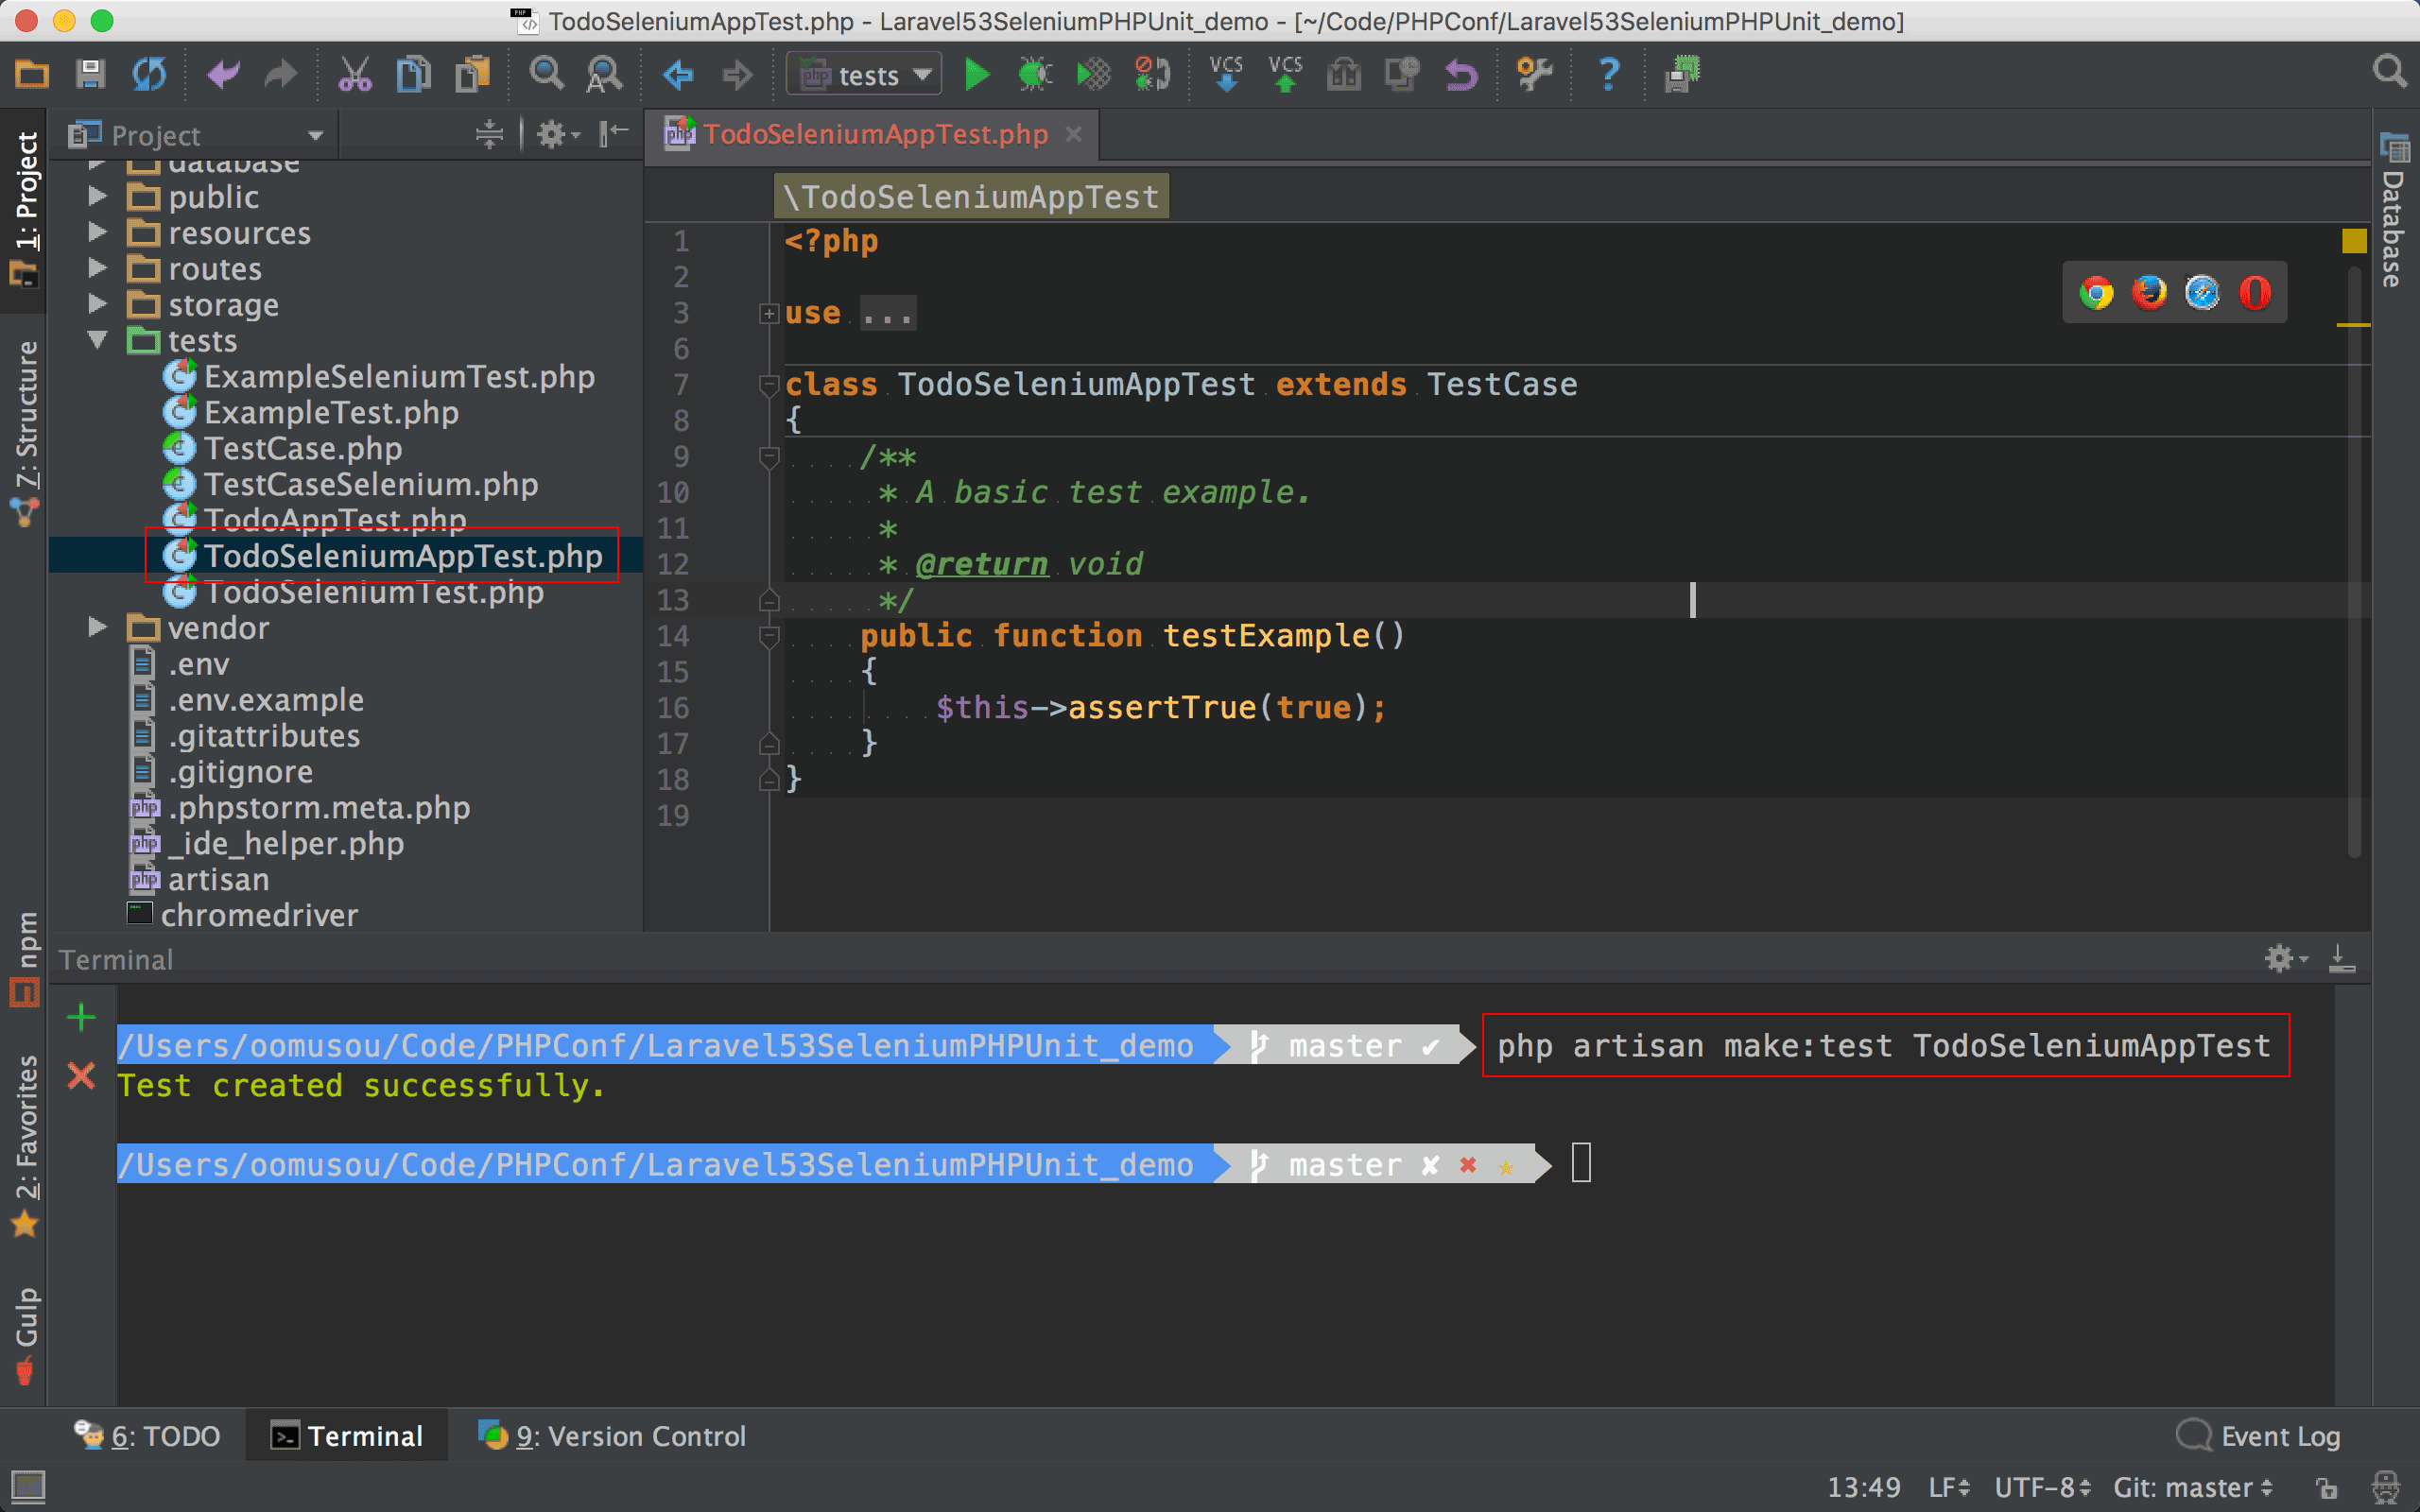 TodoSeleniumAppTest.php - Laravel53SeleniumPHPUnit_demo - [~/Code/PHPConf/Laravel53SeleniumPHPUnit_demo]
php tests VCS VCS ?
Project
TodoSeleniumAppTest.php
1: Project
7: Structure
npm
2: Favorites
Gulp
Database
database
public
resources
routes
storage
tests
ExampleSeleniumTest.php
ExampleTest.php
TestCase.php
TestCaseSelenium.php
TodoAppTest.php
TodoSeleniumAppTest.php
TodoSeleniumTest.php
vendor
.env
.env.example
.gitattributes
.gitignore
.phpstorm.meta.php
_ide_helper.php
artisan
chromedriver
\TodoSeleniumAppTest
1 <?php
2
3 use ...
6
7 class TodoSeleniumAppTest extends TestCase
8 {
9 /**
10 * A basic test example.
11 *
12 * @return void
13 */
14 public function testExample()
15 {
16 $this->assertTrue(true);
17 }
18 }
19
Terminal
/Users/oomusou/Code/PHPConf/Laravel53SeleniumPHPUnit_demo master ✔ php artisan make:test TodoSeleniumAppTest
Test created successfully.
/Users/oomusou/Code/PHPConf/Laravel53SeleniumPHPUnit_demo master ✘ ✖ ★
6: TODO Terminal 9: Version Control Event Log
13:49 LF UTF-8 Git: master